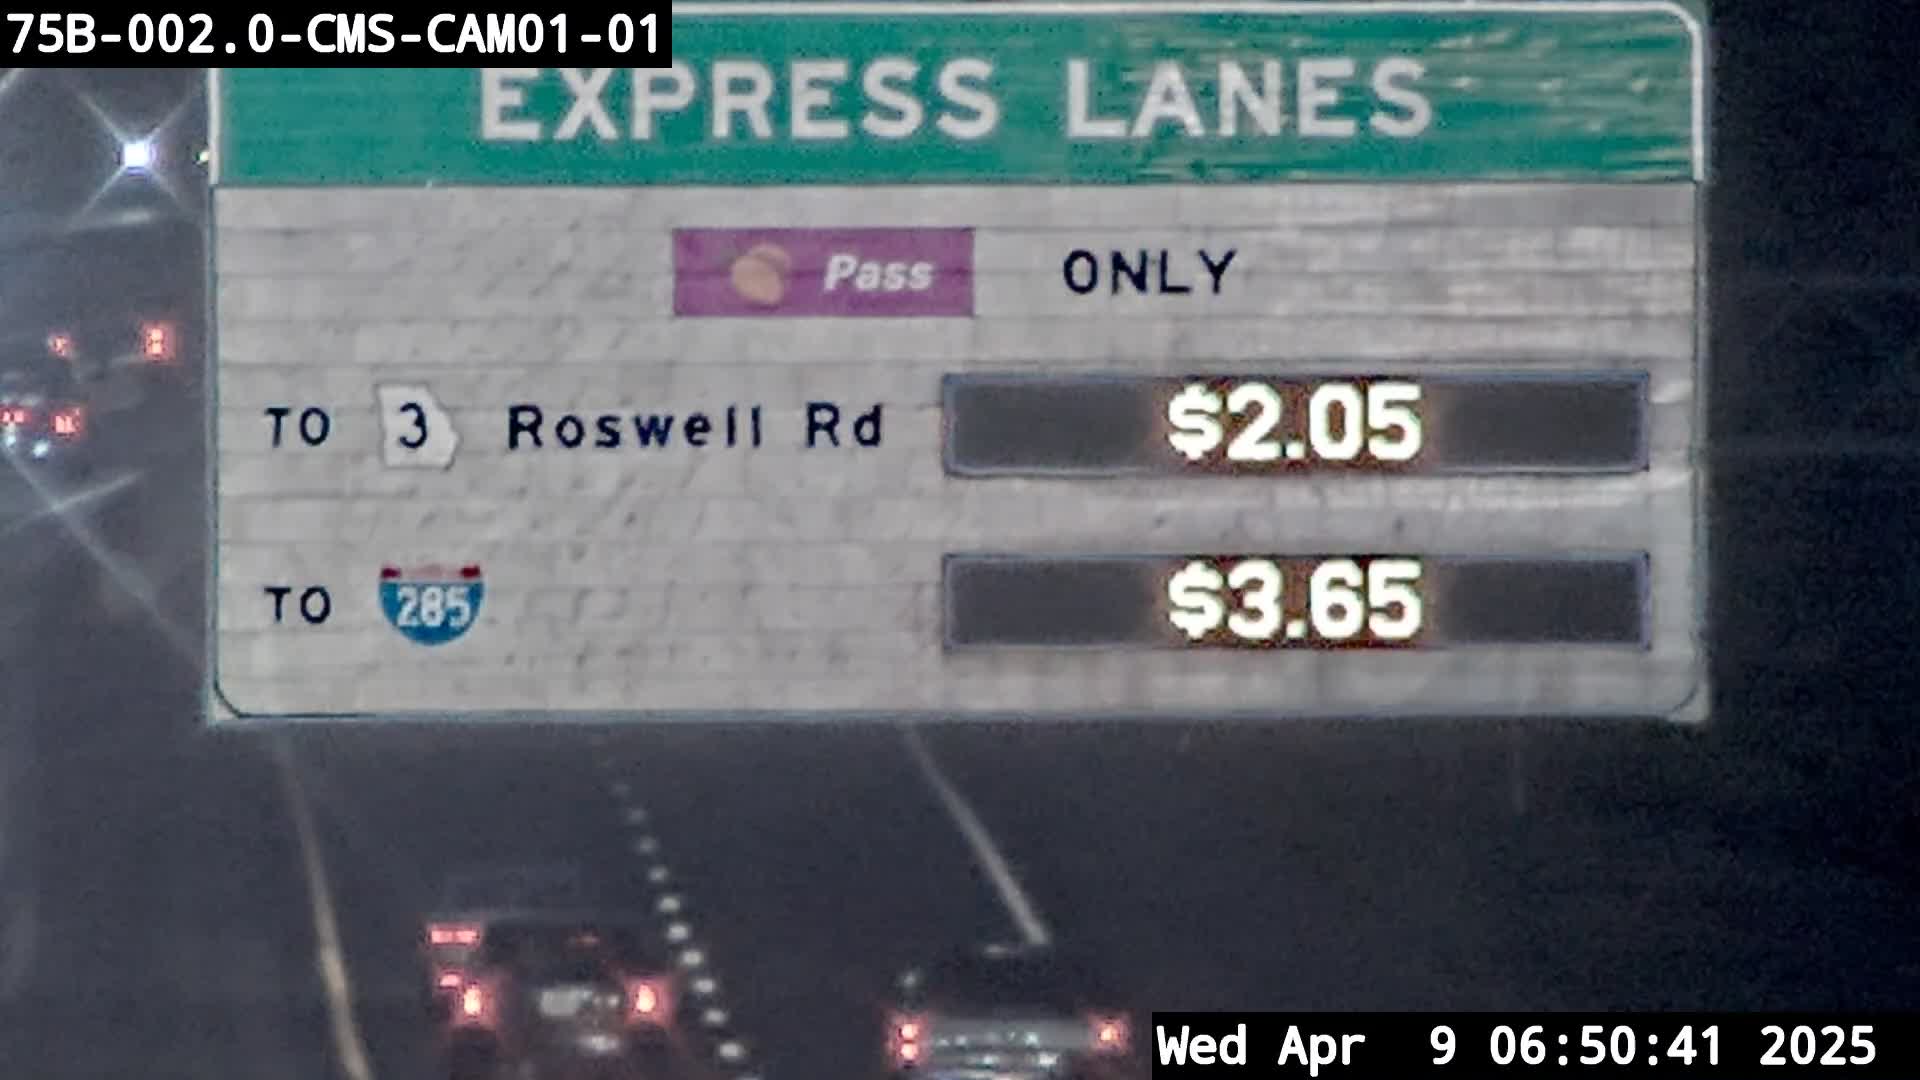 75B-002.0-CMS-CAM01-01
EXPRESS LANES
Pass ONLY
TO 3 Roswell Rd $2.05
TO 285 $3.65
Wed Apr 9 06:50:41 2025